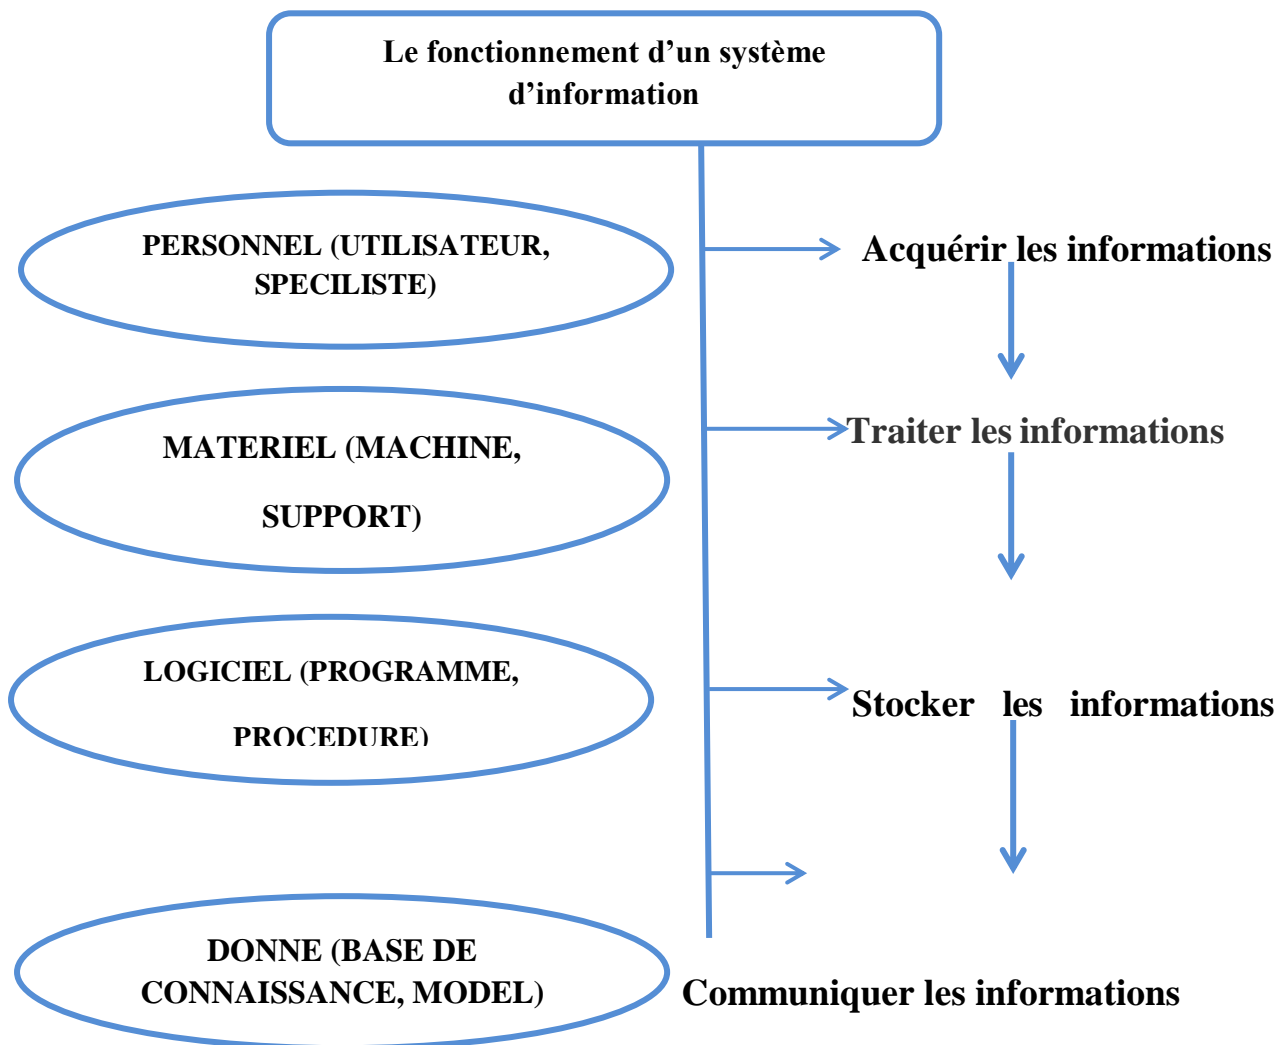 Le fonctionnement d’un système
d’information
PERSONNEL (UTILISATEUR,
SPECILISTE)
Acquérir les informations
MATERIEL (MACHINE,
SUPPORT)
Traiter les informations
LOGICIEL (PROGRAMME,
PROCEDURE)
Stocker les informations
DONNE (BASE DE
CONNAISSANCE, MODEL)
Communiquer les informations